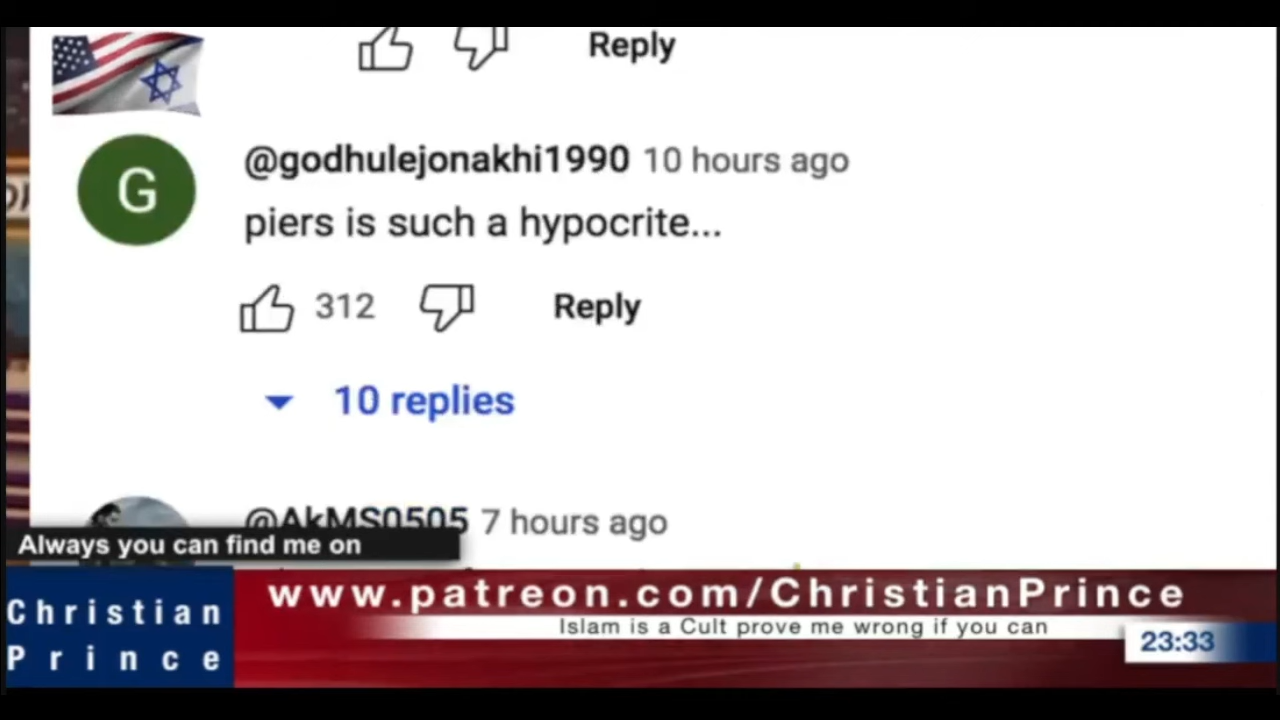 Reply
G
@godhulejonakhi1990 10 hours ago
piers is such a hypocrite...
312 Reply
10 replies
@AkMS0505 7 hours ago
Always you can find me on
www.patreon.com/ChristianPrince
Islam is a Cult prove me wrong if you can
Christian
Prince
23:33